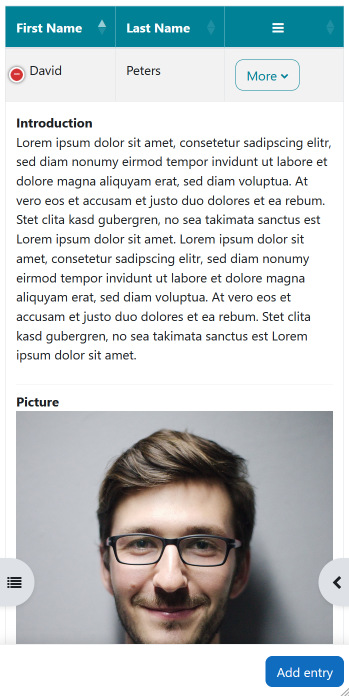 First Name Last Name
David Peters More
Introduction
Lorem ipsum dolor sit amet, consetetur sadipscing elitr,
sed diam nonumy eirmod tempor invidunt ut labore et
dolore magna aliquyam erat, sed diam voluptua. At
vero eos et accusam et justo duo dolores et ea rebum.
Stet clita kasd gubergren, no sea takimata sanctus est
Lorem ipsum dolor sit amet. Lorem ipsum dolor sit
amet, consetetur sadipscing elitr, sed diam nonumy
eirmod tempor invidunt ut labore et dolore magna
aliquyam erat, sed diam voluptua. At vero eos et
accusam et justo duo dolores et ea rebum. Stet clita
kasd gubergren, no sea takimata sanctus est Lorem
ipsum dolor sit amet.
Picture
Add entry